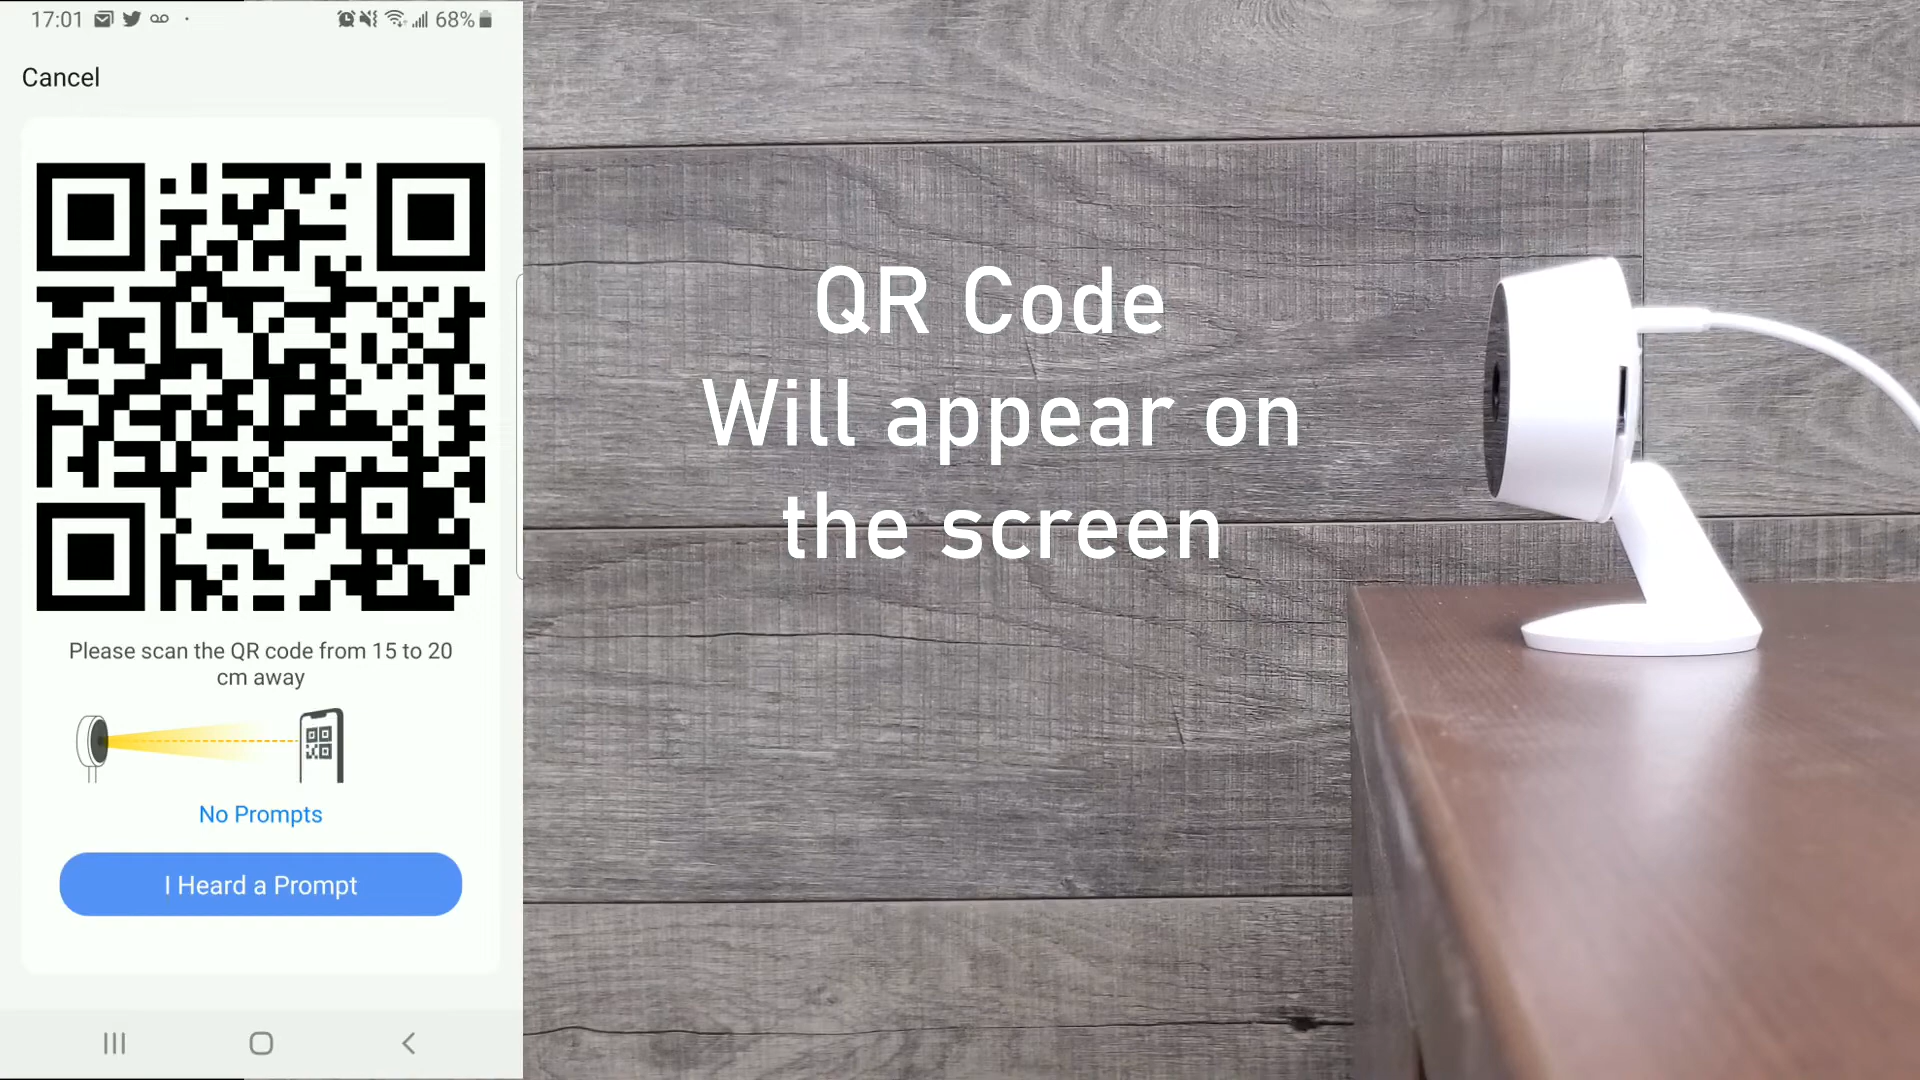 17:01
68%
Cancel
Please scan the QR code from 15 to 20
cm away
No Prompts
I Heard a Prompt
QR Code
Will appear on
the screen